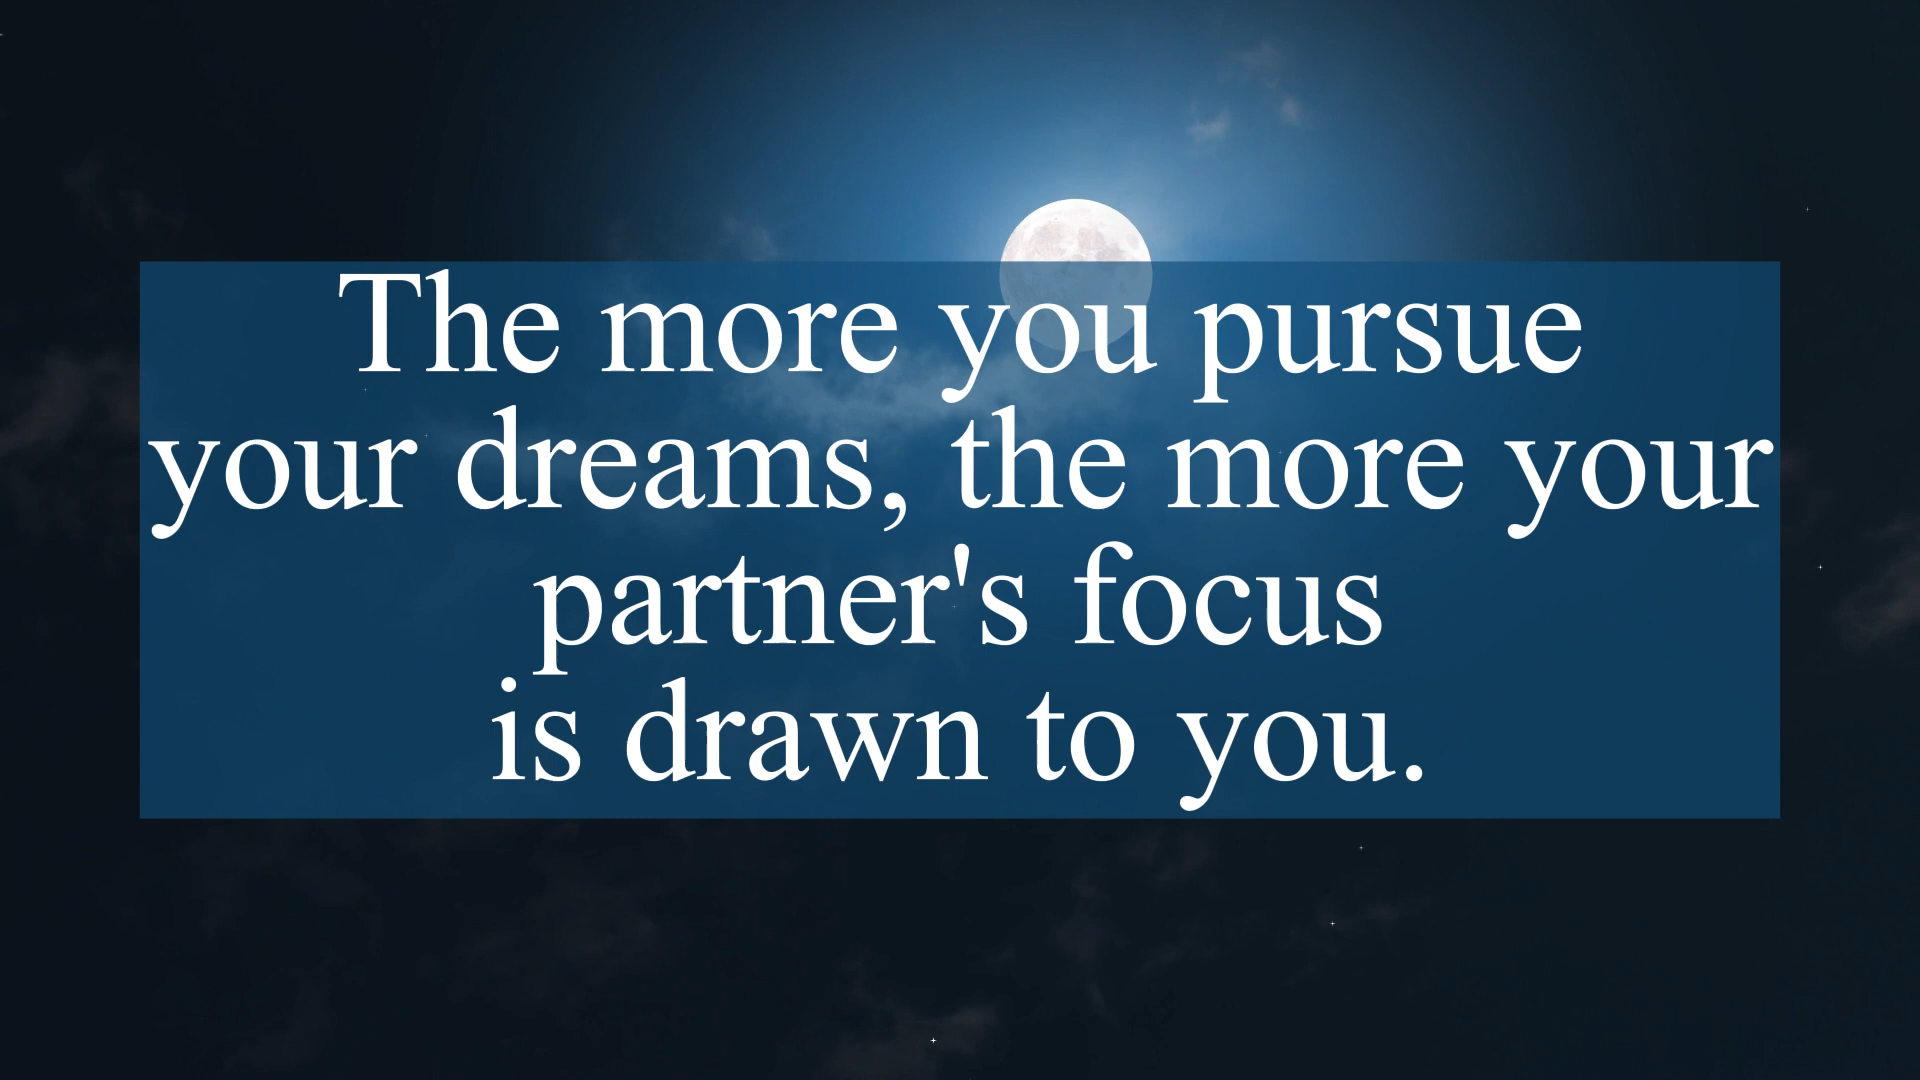 The more you pursue
your dreams, the more your
partner's focus
is drawn to you.